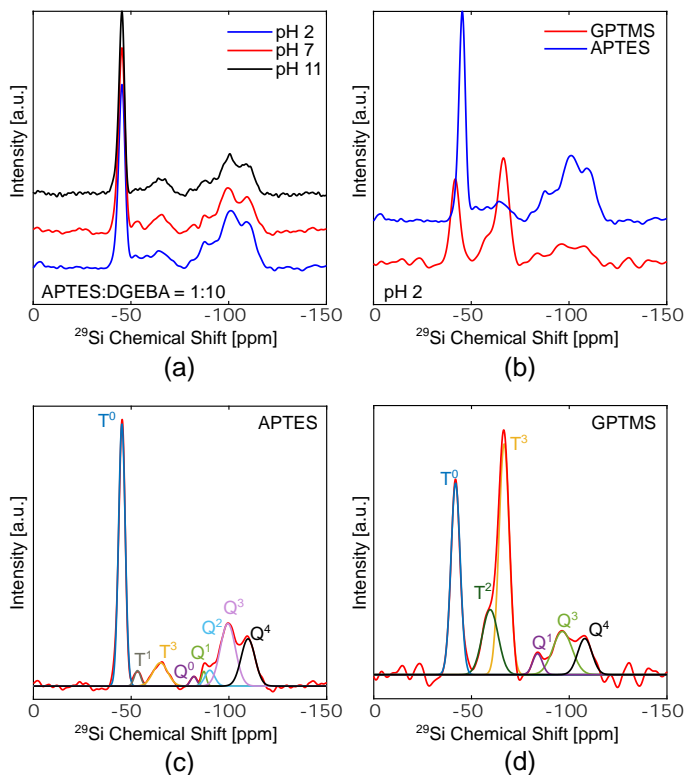 pH 2
pH 7
pH 11
Intensity [a.u.]
APTES:DGEBA = 1:10
0 -50 -100 -150
²⁹Si Chemical Shift [ppm]
(a)
GPTMS
APTES
Intensity [a.u.]
pH 2
0 -50 -100 -150
²⁹Si Chemical Shift [ppm]
(b)
APTES
T⁰
Intensity [a.u.]
T¹
T³
Q⁰
Q¹
Q²
Q³
Q⁴
0 -50 -100 -150
²⁹Si Chemical Shift [ppm]
(c)
GPTMS
T³
T⁰
Intensity [a.u.]
T²
Q¹
Q³
Q⁴
0 -50 -100 -150
²⁹Si Chemical Shift [ppm]
(d)